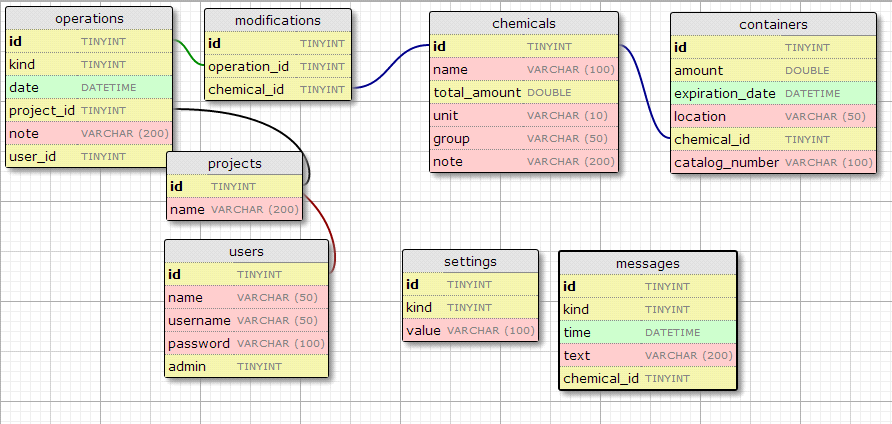 operations
id TINYINT
kind TINYINT
date DATETIME
project_id TINYINT
note VARCHAR (200)
user_id TINYINT
modifications
id TINYINT
operation_id TINYINT
chemical_id TINYINT
chemicals
id TINYINT
name VARCHAR (100)
total_amount DOUBLE
unit VARCHAR (10)
group VARCHAR (50)
note VARCHAR (200)
containers
id TINYINT
amount DOUBLE
expiration_date DATETIME
location VARCHAR (50)
chemical_id TINYINT
catalog_number VARCHAR (100)
projects
id TINYINT
name VARCHAR (200)
users
id TINYINT
name VARCHAR (50)
username VARCHAR (50)
password VARCHAR (100)
admin TINYINT
settings
id TINYINT
kind TINYINT
value VARCHAR (100)
messages
id TINYINT
kind TINYINT
time DATETIME
text VARCHAR (200)
chemical_id TINYINT